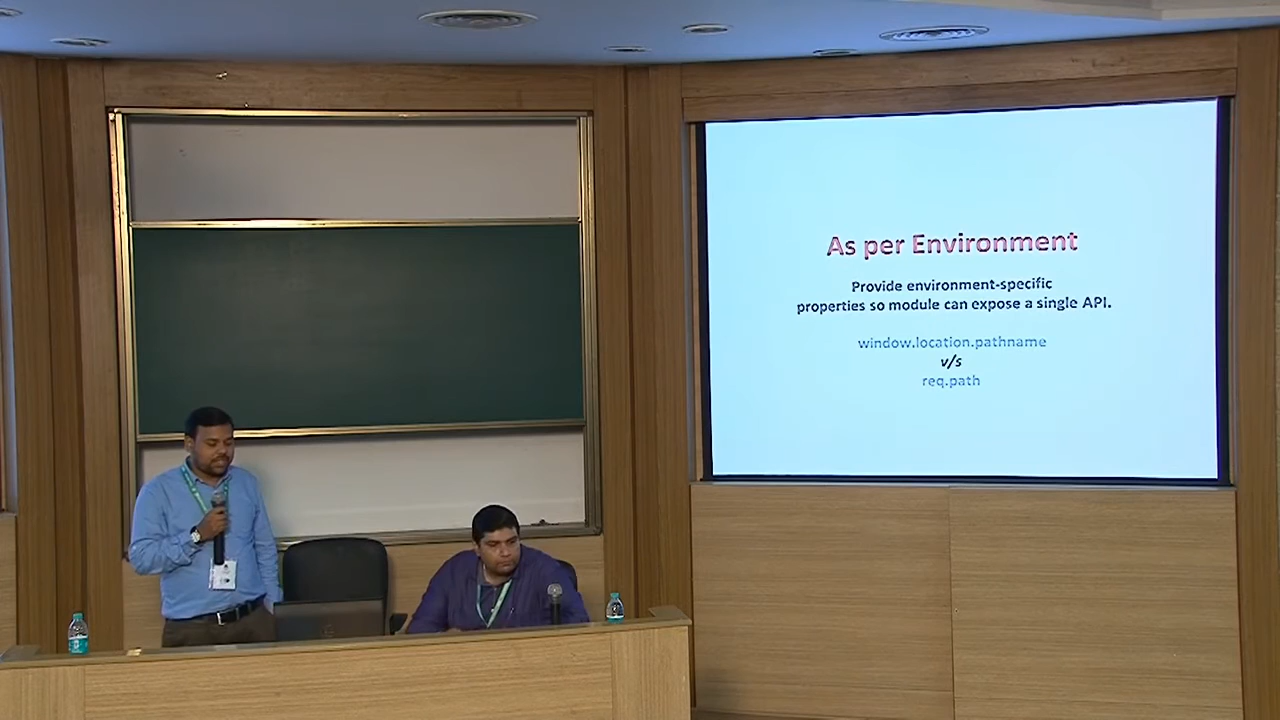 As per Environment
Provide environment-specific
properties so module can expose a single API.
window.location.pathname
v/s
req.path